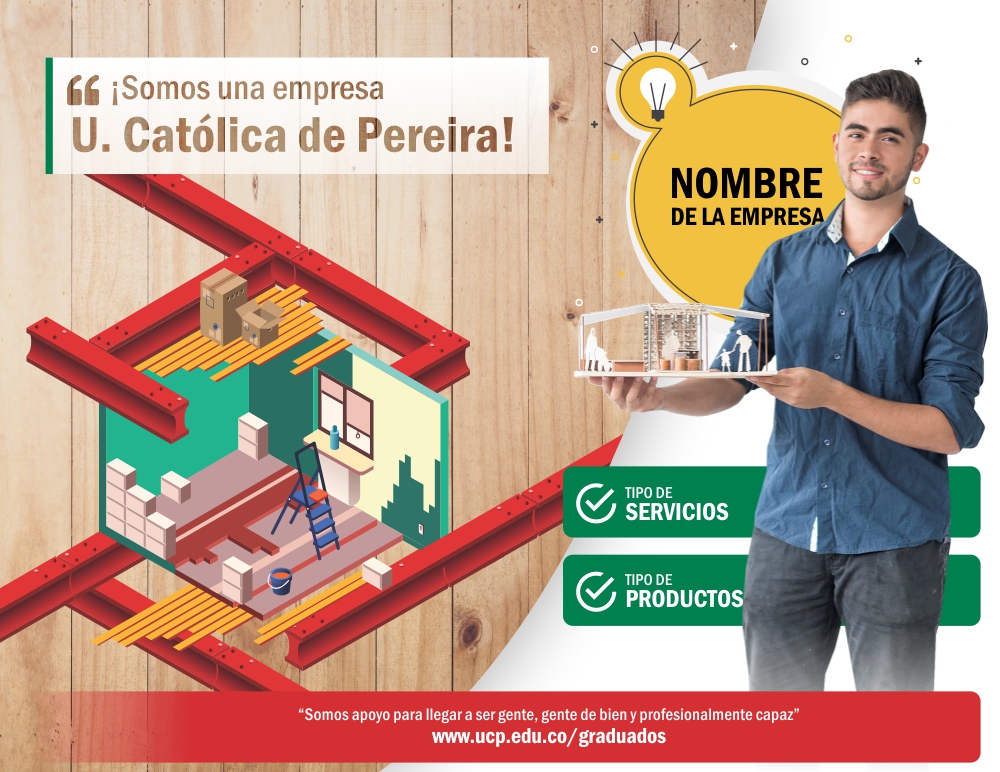 “ ¡Somos una empresa
U. Católica de Pereira!
NOMBRE
DE LA EMPRESA
TIPO DE
SERVICIOS
TIPO DE
PRODUCTOS
“Somos apoyo para llegar a ser gente, gente de bien y profesionalmente capaz”
www.ucp.edu.co/graduados